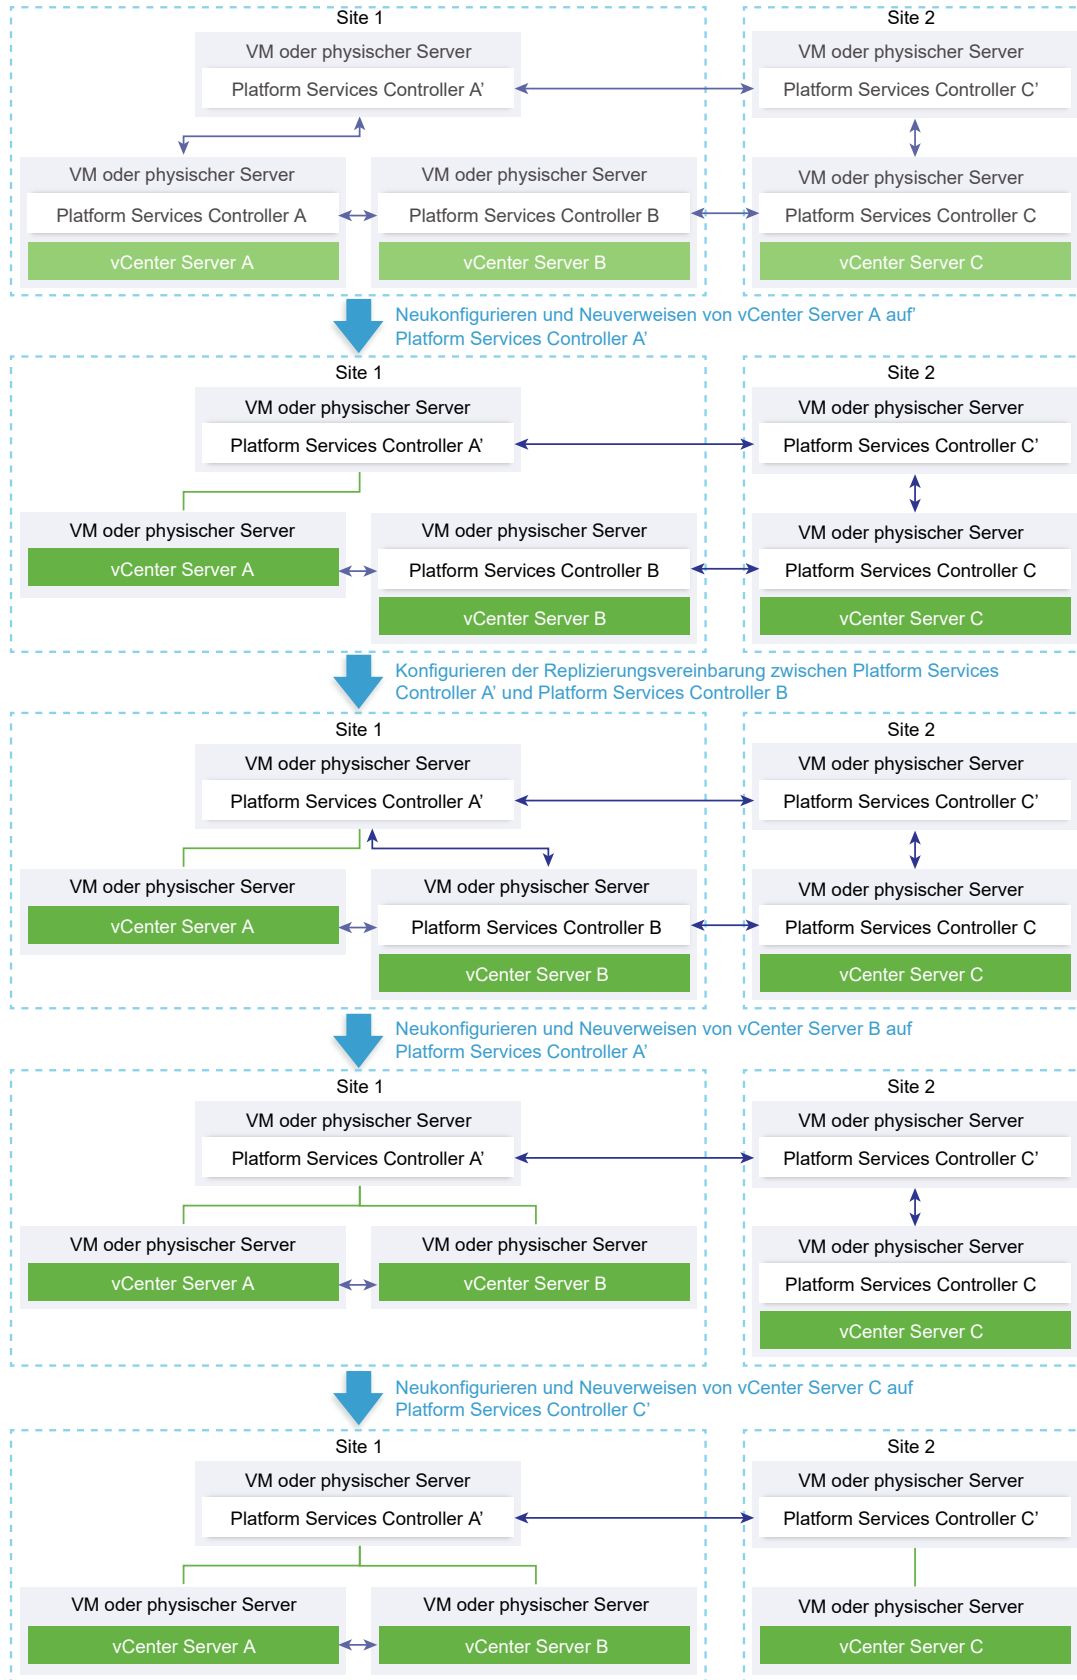 Site 1
Site 2
VM oder physischer Server
VM oder physischer Server
Platform Services Controller A’
Platform Services Controller C’
VM oder physischer Server
VM oder physischer Server
VM oder physischer Server
Platform Services Controller A
Platform Services Controller B
Platform Services Controller C
vCenter Server A
vCenter Server B
vCenter Server C
Neukonfigurieren und Neuverweisen von vCenter Server A auf’
Platform Services Controller A’
Site 1
Site 2
VM oder physischer Server
VM oder physischer Server
Platform Services Controller A’
Platform Services Controller C’
VM oder physischer Server
VM oder physischer Server
VM oder physischer Server
vCenter Server A
Platform Services Controller B
Platform Services Controller C
vCenter Server B
vCenter Server C
Konfigurieren der Replizierungsvereinbarung zwischen Platform Services
Controller A’ und Platform Services Controller B
Site 1
Site 2
VM oder physischer Server
VM oder physischer Server
Platform Services Controller A’
Platform Services Controller C’
VM oder physischer Server
VM oder physischer Server
VM oder physischer Server
vCenter Server A
Platform Services Controller B
Platform Services Controller C
vCenter Server B
vCenter Server C
Neukonfigurieren und Neuverweisen von vCenter Server B auf
Platform Services Controller A’
Site 1
Site 2
VM oder physischer Server
VM oder physischer Server
Platform Services Controller A’
Platform Services Controller C’
VM oder physischer Server
VM oder physischer Server
VM oder physischer Server
vCenter Server A
vCenter Server B
Platform Services Controller C
vCenter Server C
Neukonfigurieren und Neuverweisen von vCenter Server C auf
Platform Services Controller C’
Site 1
Site 2
VM oder physischer Server
VM oder physischer Server
Platform Services Controller A’
Platform Services Controller C’
VM oder physischer Server
VM oder physischer Server
VM oder physischer Server
vCenter Server A
vCenter Server B
vCenter Server C